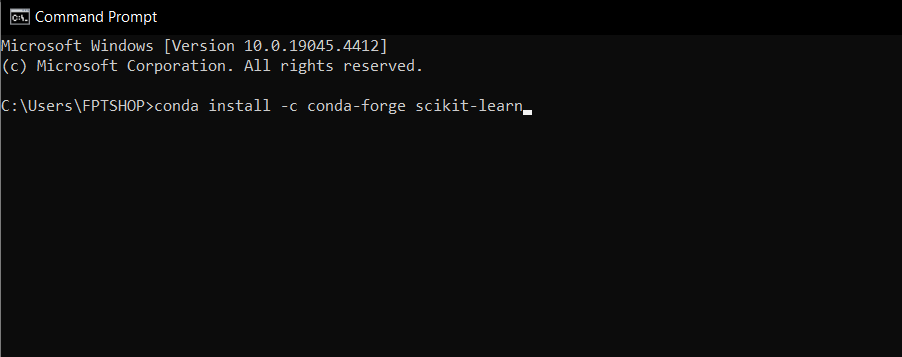 Command Prompt
Microsoft Windows [Version 10.0.19045.4412]
(c) Microsoft Corporation. All rights reserved.
C:\Users\FPTSHOP>conda install -c conda-forge scikit-learn